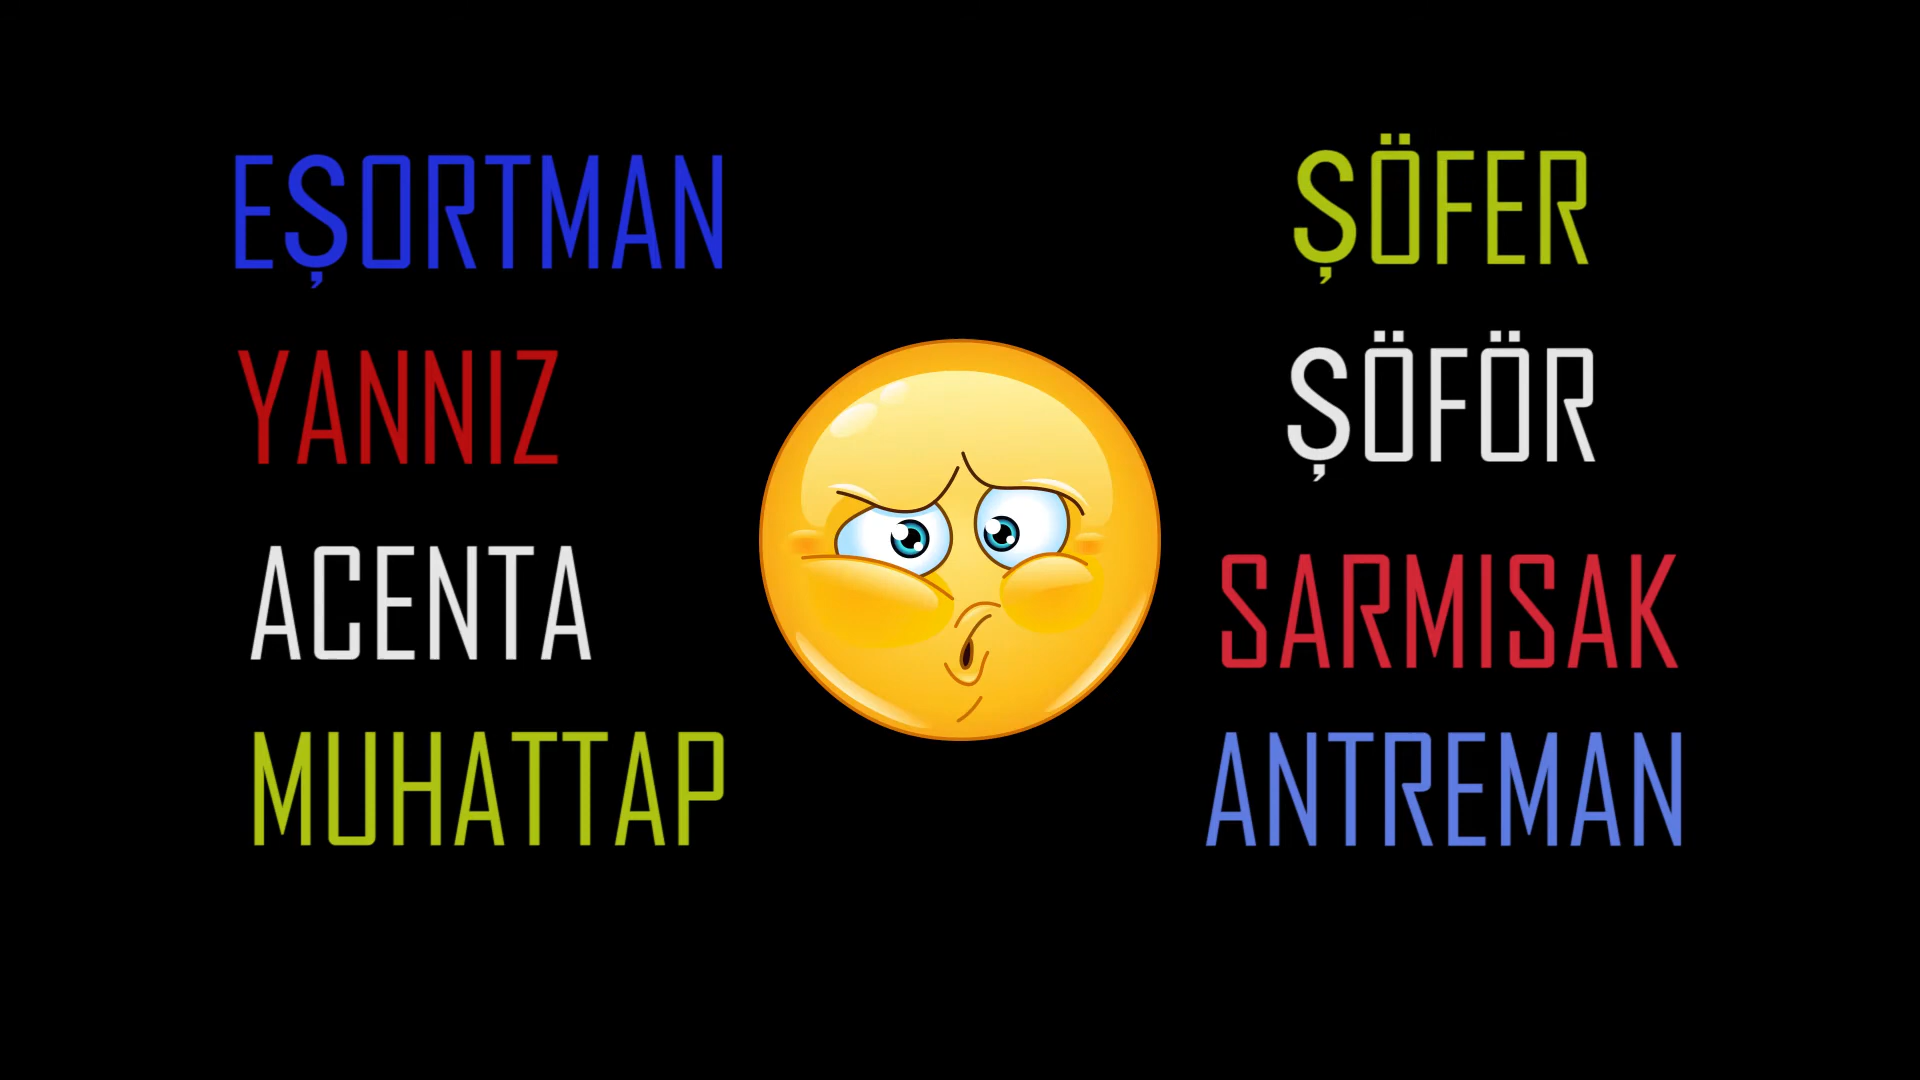 EŞORTMAN
YANNIZ
ACENTA
MUHATTAP
ŞÖFER
ŞÖFÖR
SARMISAK
ANTREMAN